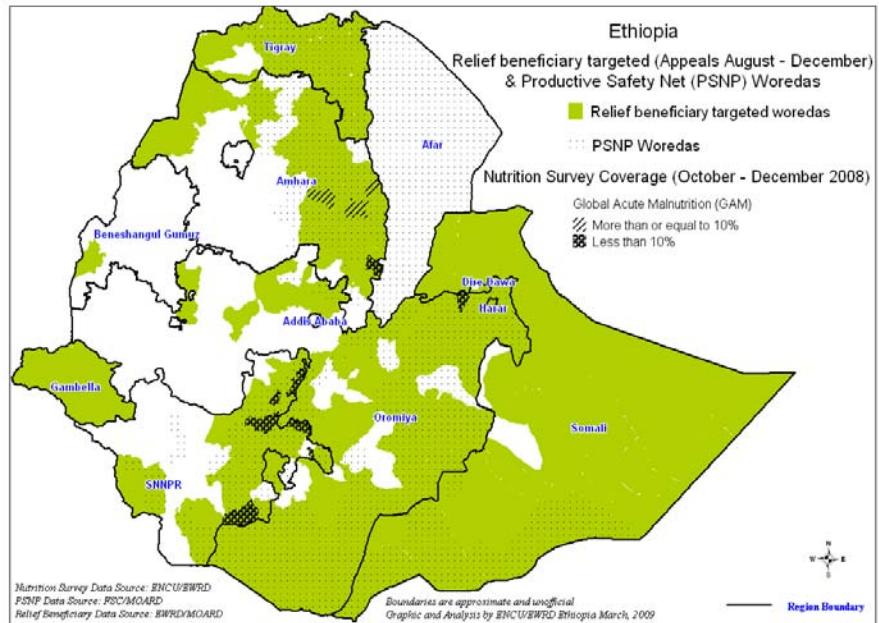 Ethiopia
Relief beneficiary targeted (Appeals August - December)
& Productive Safety Net (PSNP) Woredas
Relief beneficiary targeted woredas
PSNP Woredas
Nutrition Survey Coverage (October - December 2008)
Global Acute Malnutrition (GAM)
More than or equal to 10%
Less than 10%
Tigray
Afar
Amhara
Beneshangul Gumuz
Dire Dawa
Harar
Addis Ababa
Gambella
Oromiya
Somali
SNNPR
N
W E
S
Nutrition Survey Data Source: ENCU/EWRD
PSNP Data Source: FSC/MOARD
Relief Beneficiary Data Source: EWRD/MOARD
Boundaries are approximate and unofficial
Graphic and Analysis by ENCU/EWRD Ethiopia March, 2009
Region Boundary